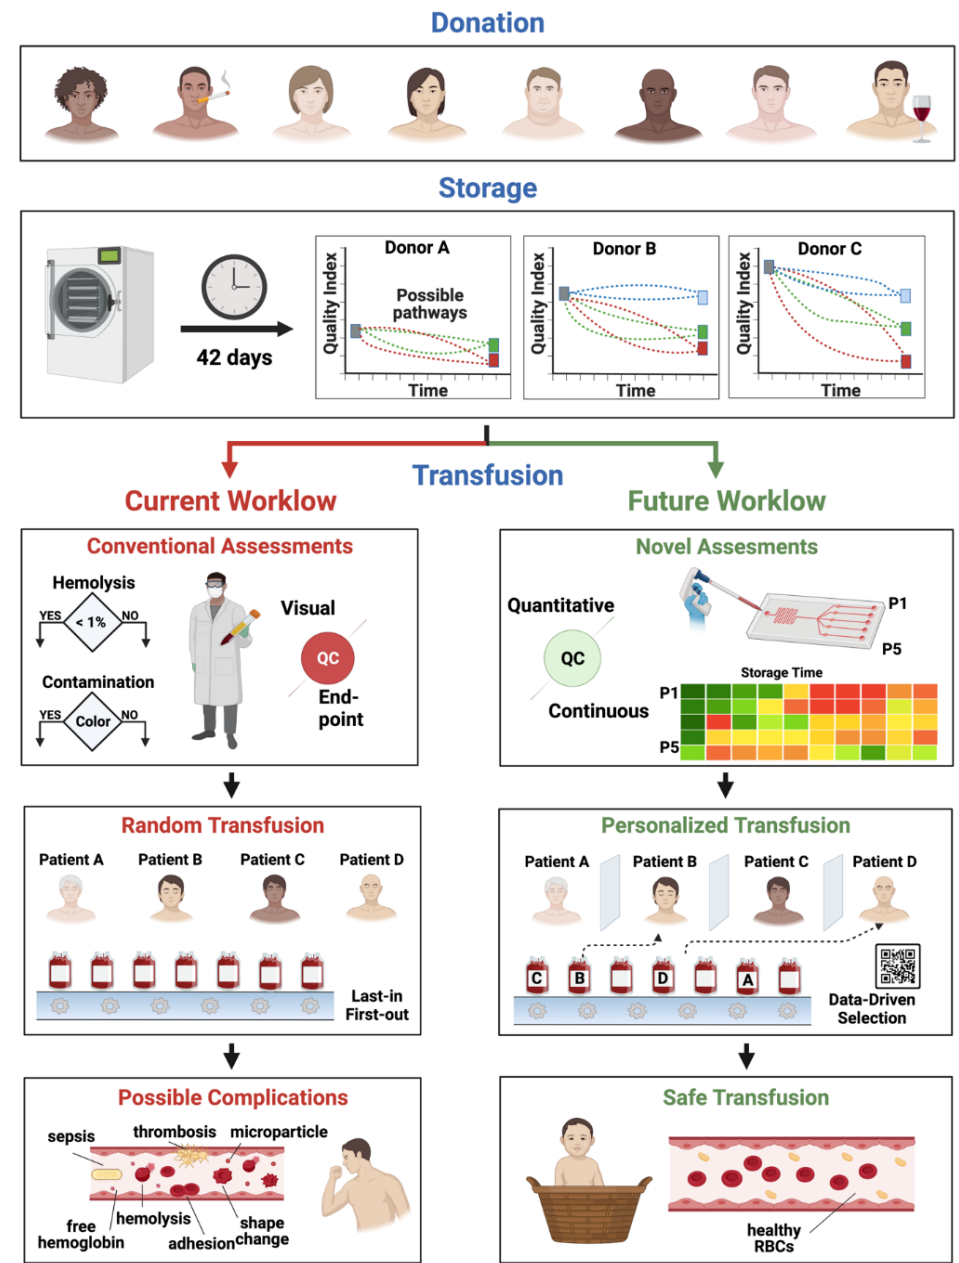 Donation
Storage
42 days
Donor A
Quality Index
Possible
pathways
Time
Donor B
Quality Index
Time
Donor C
Quality Index
Time
Transfusion
Current Worklow
Future Worklow
Conventional Assessments
Hemolysis
YES
< 1%
NO
Contamination
YES
Color
NO
Visual
QC
End-
point
Novel Assesments
Quantitative
QC
Continuous
P1
P5
Storage Time
P1
P5
Random Transfusion
Patient A
Patient B
Patient C
Patient D
Last-in
First-out
Personalized Transfusion
Patient A
Patient B
Patient C
Patient D
C
B
D
A
Data-Driven
Selection
Possible Complications
sepsis
thrombosis
microparticle
free
hemoglobin
hemolysis
adhesion
shape
change
Safe Transfusion
healthy
RBCs